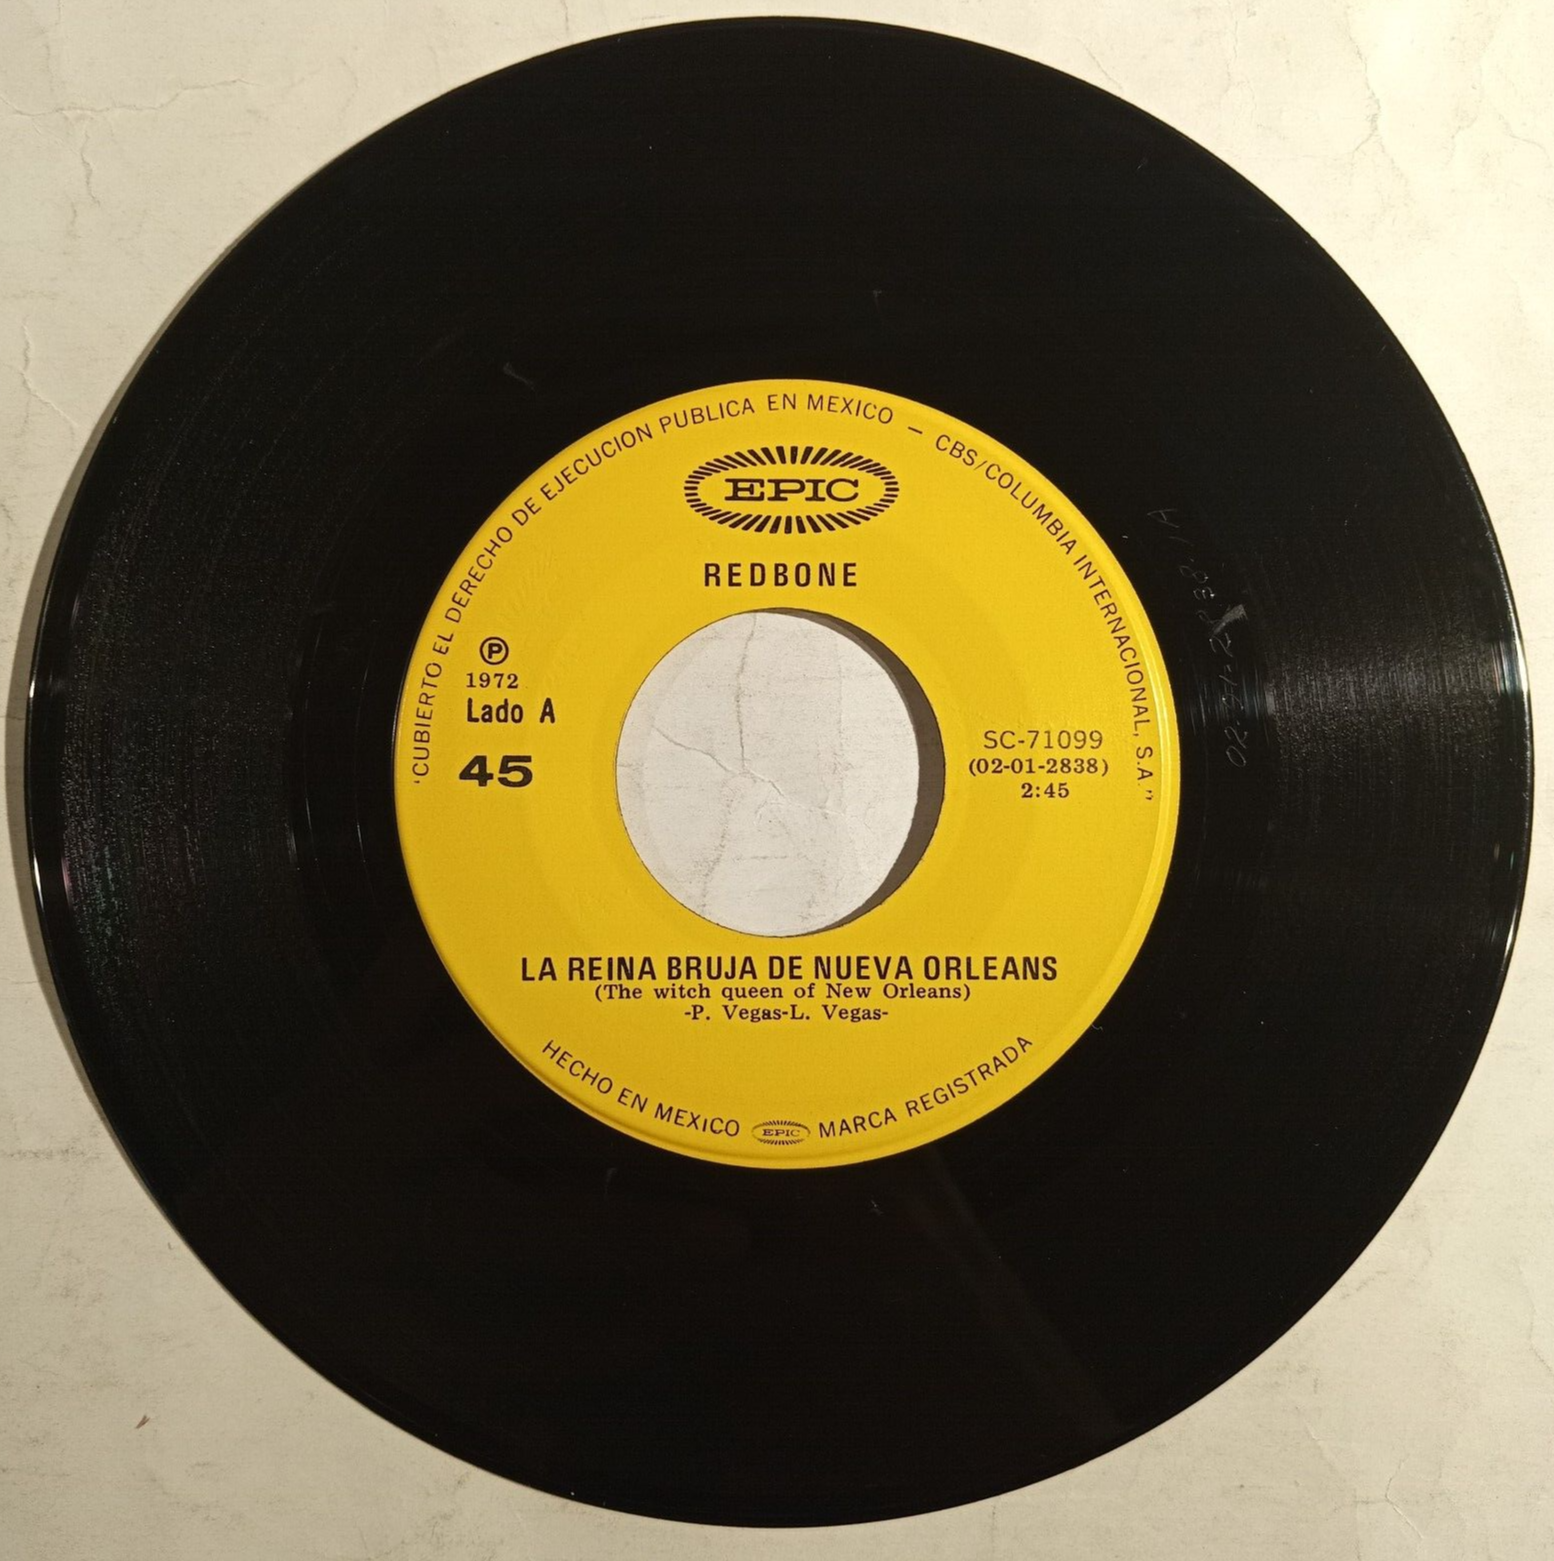 "CUBIERTO EL DERECHO DE EJECUCION PUBLICA EN MEXICO – CBS/COLUMBIA INTERNACIONAL, S.A."
EPIC
REDBONE
Ⓟ
1972
Lado A
45
SC-71099
(02-01-2838)
2:45
LA REINA BRUJA DE NUEVA ORLEANS
(The witch queen of New Orleans)
-P. Vegas-L. Vegas-
HECHO EN MEXICO EPIC MARCA REGISTRADA